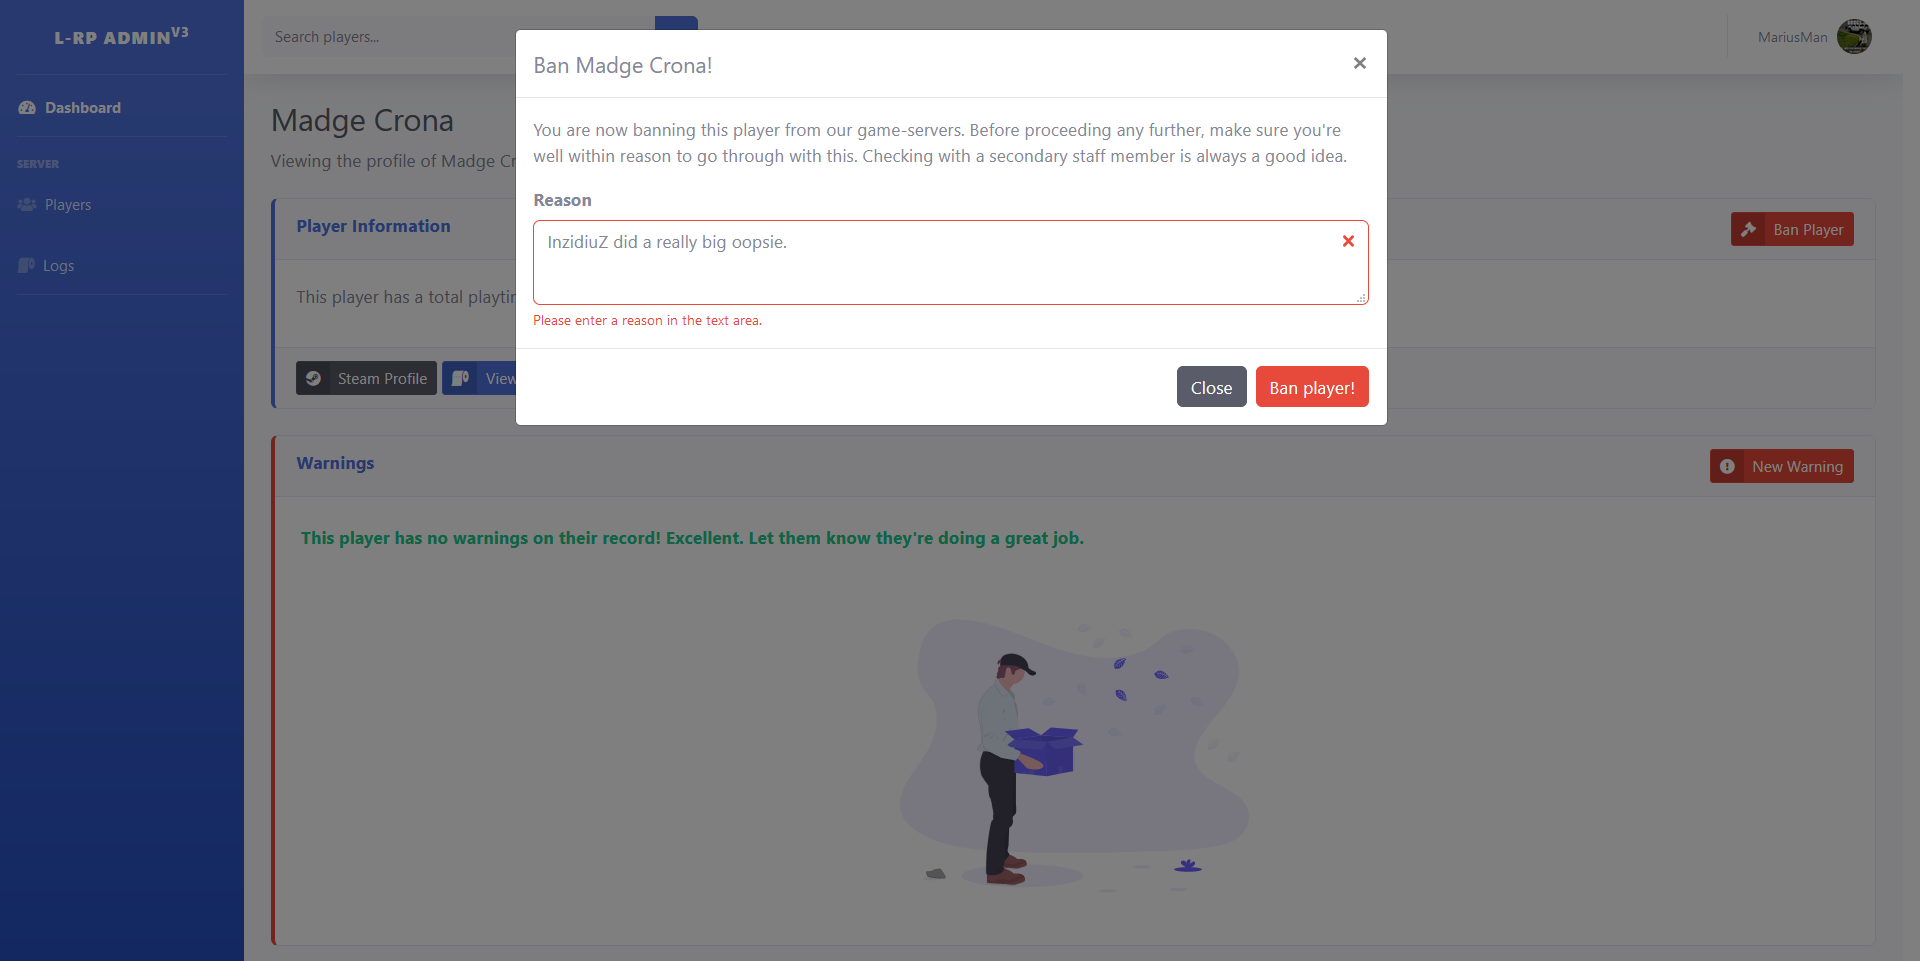 L-RP ADMINV3
Dashboard
SERVER
Players
Logs
Search players...
MariusMan
Madge Crona
Viewing the profile of Madge Cr
Player Information
Ban Player
This player has a total playti
Steam Profile
View
Ban Madge Crona!
×
You are now banning this player from our game-servers. Before proceeding any further, make sure you're
well within reason to go through with this. Checking with a secondary staff member is always a good idea.
Reason
InzidiuZ did a really big oopsie.
Please enter a reason in the text area.
Close
Ban player!
Warnings
New Warning
This player has no warnings on their record! Excellent. Let them know they're doing a great job.